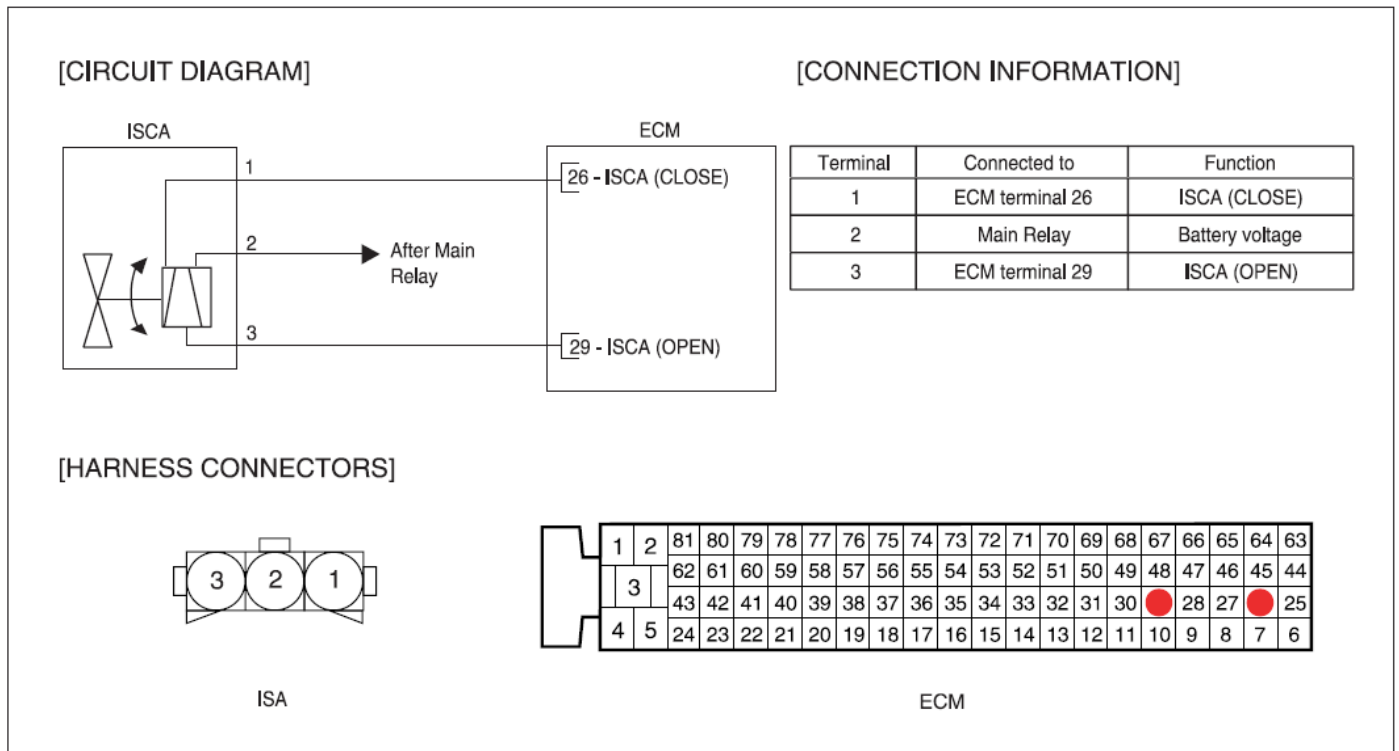 [CIRCUIT DIAGRAM]
[CONNECTION INFORMATION]
ISCA
ECM
1
26 - ISCA (CLOSE)
2
After Main
Relay
3
29 - ISCA (OPEN)
Terminal Connected to Function
1 ECM terminal 26 ISCA (CLOSE)
2 Main Relay Battery voltage
3 ECM terminal 29 ISCA (OPEN)
[HARNESS CONNECTORS]
3 2 1
ISA
1 2 81 80 79 78 77 76 75 74 73 72 71 70 69 68 67 66 65 64 63
62 61 60 59 58 57 56 55 54 53 52 51 50 49 48 47 46 45 44
3
43 42 41 40 39 38 37 36 35 34 33 32 31 30 28 27 25
4 5 24 23 22 21 20 19 18 17 16 15 14 13 12 11 10 9 8 7 6
ECM